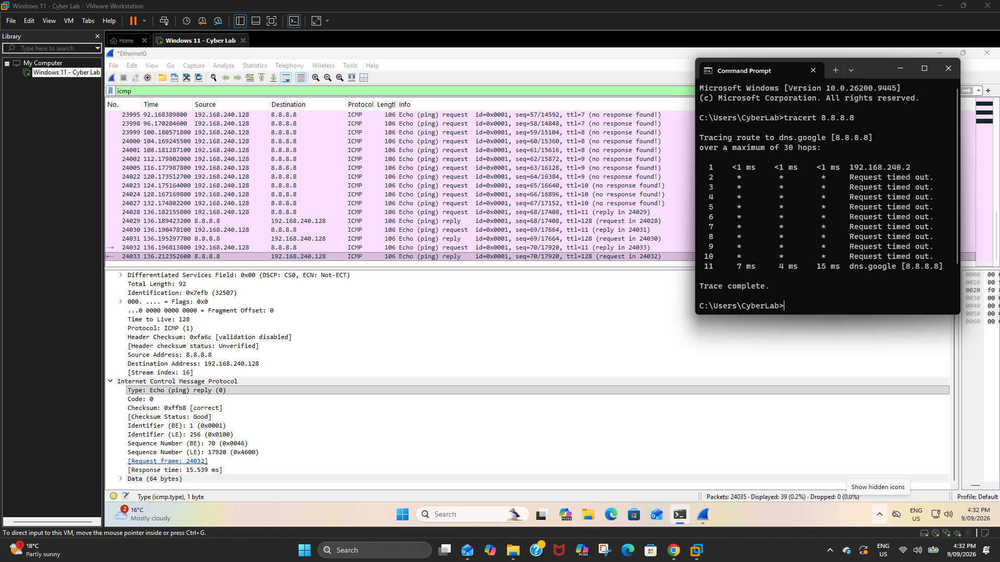 Windows 11 - Cyber Lab - VMware Workstation
File Edit View VM Tabs Help
Library
Type here to search
My Computer
Windows 11 - Cyber Lab
Home
Windows 11 - Cyber Lab
*Ethernet0
File Edit View Go Capture Analyze Statistics Telephony Wireless Tools Help
icmp
No. Time Source Destination Protocol Lengtl Info
23995 92.168389800 192.168.240.128 8.8.8.8 ICMP 106 Echo (ping) request id=0x0001, seq=57/14592, ttl=7 (no response found!)
23998 96.170284600 192.168.240.128 8.8.8.8 ICMP 106 Echo (ping) request id=0x0001, seq=58/14848, ttl=7 (no response found!)
23999 100.180571800 192.168.240.128 8.8.8.8 ICMP 106 Echo (ping) request id=0x0001, seq=59/15104, ttl=8 (no response found!)
24000 104.169245500 192.168.240.128 8.8.8.8 ICMP 106 Echo (ping) request id=0x0001, seq=60/15360, ttl=8 (no response found!)
24001 108.181287100 192.168.240.128 8.8.8.8 ICMP 106 Echo (ping) request id=0x0001, seq=61/15616, ttl=8 (no response found!)
24002 112.179802000 192.168.240.128 8.8.8.8 ICMP 106 Echo (ping) request id=0x0001, seq=62/15872, ttl=9 (no response found!)
24005 116.177987800 192.168.240.128 8.8.8.8 ICMP 106 Echo (ping) request id=0x0001, seq=63/16128, ttl=9 (no response found!)
24022 120.173512700 192.168.240.128 8.8.8.8 ICMP 106 Echo (ping) request id=0x0001, seq=64/16384, ttl=9 (no response found!)
24023 124.175164000 192.168.240.128 8.8.8.8 ICMP 106 Echo (ping) request id=0x0001, seq=65/16640, ttl=10 (no response found!)
24024 128.167169800 192.168.240.128 8.8.8.8 ICMP 106 Echo (ping) request id=0x0001, seq=66/16896, ttl=10 (no response found!)
24027 132.174802200 192.168.240.128 8.8.8.8 ICMP 106 Echo (ping) request id=0x0001, seq=67/17152, ttl=10 (no response found!)
24028 136.182155800 192.168.240.128 8.8.8.8 ICMP 106 Echo (ping) request id=0x0001, seq=68/17408, ttl=11 (reply in 24029)
24029 136.189423200 8.8.8.8 192.168.240.128 ICMP 106 Echo (ping) reply id=0x0001, seq=68/17408, ttl=128 (request in 24028)
24030 136.190478100 192.168.240.128 8.8.8.8 ICMP 106 Echo (ping) request id=0x0001, seq=69/17664, ttl=11 (reply in 24031)
24031 136.195297700 8.8.8.8 192.168.240.128 ICMP 106 Echo (ping) reply id=0x0001, seq=69/17664, ttl=128 (request in 24030)
24032 136.196813800 192.168.240.128 8.8.8.8 ICMP 106 Echo (ping) request id=0x0001, seq=70/17920, ttl=11 (reply in 24033)
24033 136.212352600 8.8.8.8 192.168.240.128 ICMP 106 Echo (ping) reply id=0x0001, seq=70/17920, ttl=128 (request in 24032)
Differentiated Services Field: 0x00 (DSCP: CS0, ECN: Not-ECT)
Total Length: 92
Identification: 0x7efb (32507)
000. .... = Flags: 0x0
...0 0000 0000 0000 = Fragment Offset: 0
Time to Live: 128
Protocol: ICMP (1)
Header Checksum: 0xfa6c [validation disabled]
[Header checksum status: Unverified]
Source Address: 8.8.8.8
Destination Address: 192.168.240.128
[Stream index: 16]
Internet Control Message Protocol
Type: Echo (ping) reply (0)
Code: 0
Checksum: 0xffb8 [correct]
[Checksum Status: Good]
Identifier (BE): 1 (0x0001)
Identifier (LE): 256 (0x0100)
Sequence Number (BE): 70 (0x0046)
Sequence Number (LE): 17920 (0x4600)
[Request frame: 24032]
[Response time: 15.539 ms]
Data (64 bytes)
Command Prompt
Microsoft Windows [Version 10.0.26200.9445]
(c) Microsoft Corporation. All rights reserved.
C:\Users\CyberLab>tracert 8.8.8.8
Tracing route to dns.google [8.8.8.8]
over a maximum of 30 hops:
1 <1 ms <1 ms <1 ms 192.168.240.2
2 * * * Request timed out.
3 * * * Request timed out.
4 * * * Request timed out.
5 * * * Request timed out.
6 * * * Request timed out.
7 * * * Request timed out.
8 * * * Request timed out.
9 * * * Request timed out.
10 * * * Request timed out.
11 7 ms 4 ms 15 ms dns.google [8.8.8.8]
Trace complete.
C:\Users\CyberLab>
0000 00
0010 00
0020 f0
0030 00
0040 00
0050 00
0060 00
Show hidden icons
Type (icmp.type), 1 byte
Packets: 24035 · Displayed: 39 (0.2%) · Dropped: 0 (0.0%)
Profile: Default
2
16°C
Mostly cloudy
Search
M365
ENG
US
4:32 PM
9/09/2026
To direct input to this VM, move the mouse pointer inside or press Ctrl+G.
1
18°C
Partly sunny
Search
M365
ENG
US
4:32 PM
9/09/2026